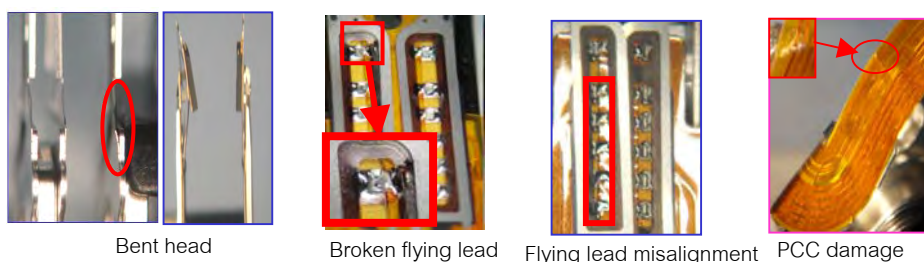 Bent head
Broken flying lead
Flying lead misalignment
PCC damage